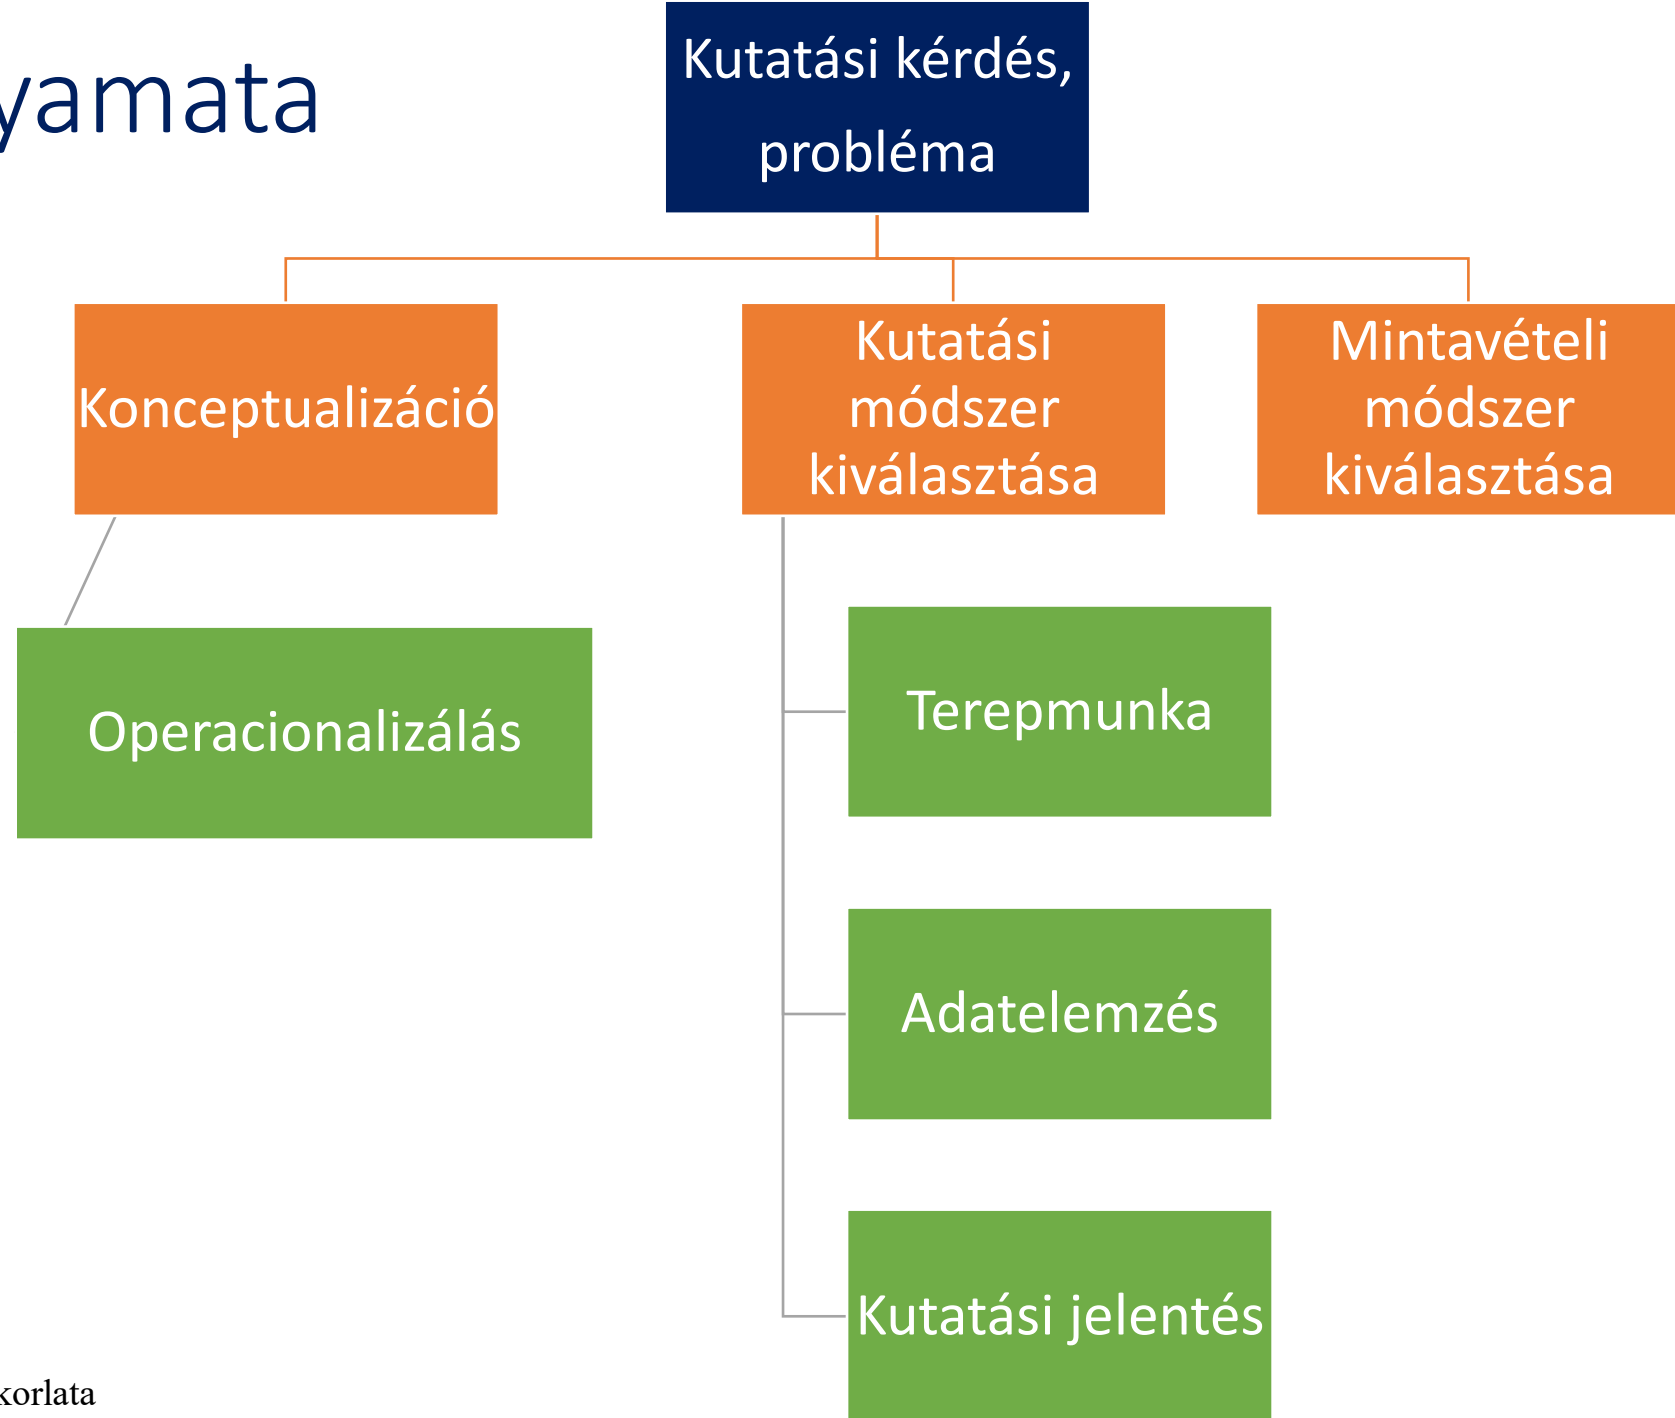 yamata
Kutatási kérdés,
probléma
Konceptualizáció
Kutatási
módszer
kiválasztása
Mintavételi
módszer
kiválasztása
Operacionalizálás
Terepmunka
Adatelemzés
Kutatási jelentés
korlata